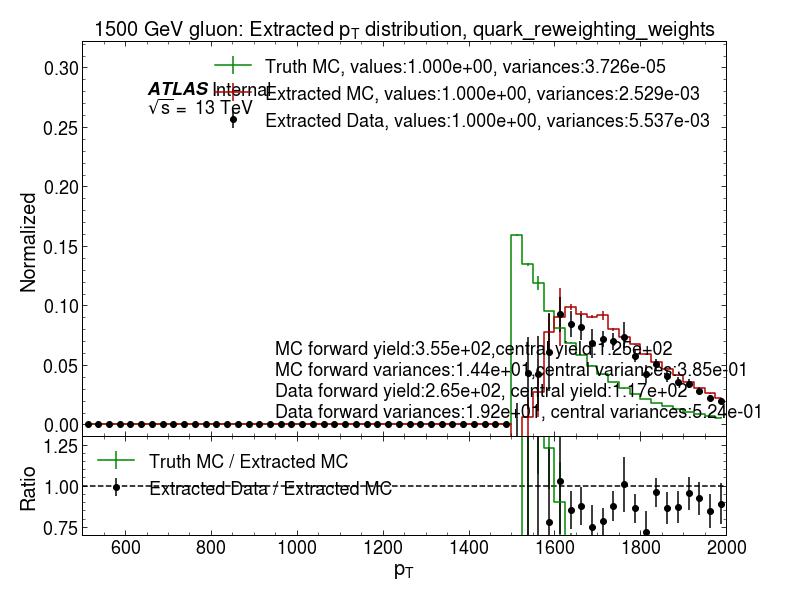 1500 GeV gluon: Extracted pT distribution, quark_reweighting_weights
Truth MC, values:1.000e+00, variances:3.726e-05
ATLAS Internal
Extracted MC, values:1.000e+00, variances:2.529e-03
√s = 13 TeV
Extracted Data, values:1.000e+00, variances:5.537e-03
Normalized
0.30
0.25
0.20
0.15
0.10
0.05
0.00
MC forward yield:3.55e+02,central yield:1.25e+02
MC forward variances:1.44e+01,central variances:3.85e-01
Data forward yield:2.65e+02, central yield:1.17e+02
Data forward variances:1.92e+01, central variances:5.24e-01
Ratio
1.25
1.00
0.75
Truth MC / Extracted MC
Extracted Data / Extracted MC
600 800 1000 1200 1400 1600 1800 2000
pT